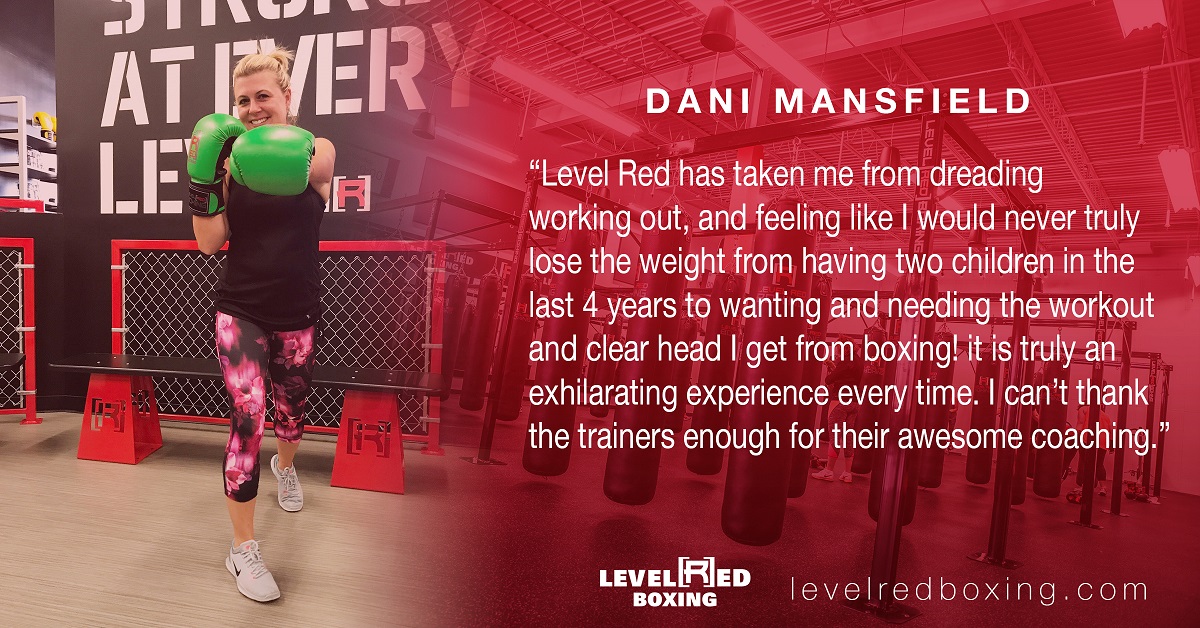 STRONG
AT EVERY
LEVEL
[R]
DANI MANSFIELD
“Level Red has taken me from dreading
working out, and feeling like I would never truly
lose the weight from having two children in the
last 4 years to wanting and needing the workout
and clear head I get from boxing! it is truly an
exhilarating experience every time. I can’t thank
the trainers enough for their awesome coaching.”
LEVEL[R]ED
BOXING
levelredboxing.com